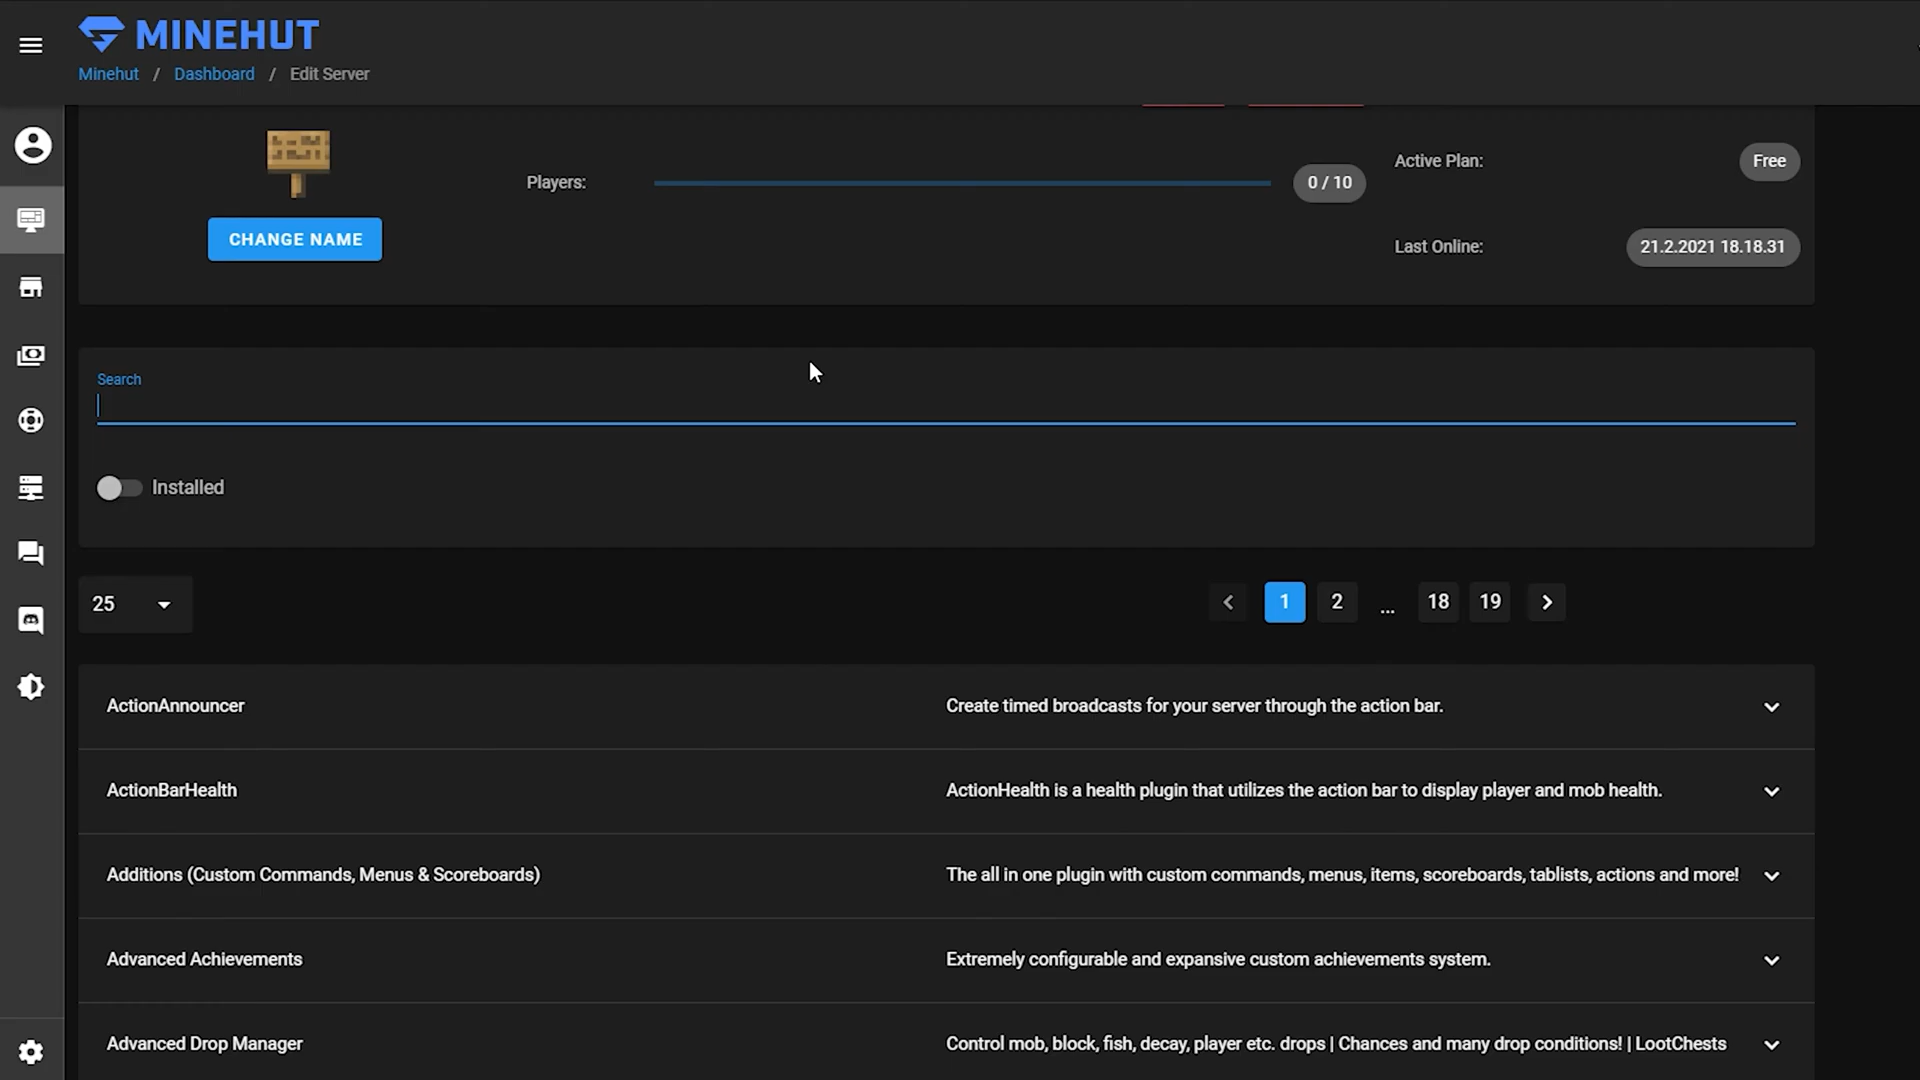 MINEHUT
Minehut / Dashboard / Edit Server
Players:
0 / 10
Active Plan:
Free
CHANGE NAME
Last Online:
21.2.2021 18.18.31
Search
Installed
25
1 2 ... 18 19
ActionAnnouncer
Create timed broadcasts for your server through the action bar.
ActionBarHealth
ActionHealth is a health plugin that utilizes the action bar to display player and mob health.
Additions (Custom Commands, Menus & Scoreboards)
The all in one plugin with custom commands, menus, items, scoreboards, tablists, actions and more!
Advanced Achievements
Extremely configurable and expansive custom achievements system.
Advanced Drop Manager
Control mob, block, fish, decay, player etc. drops | Chances and many drop conditions! | LootChests